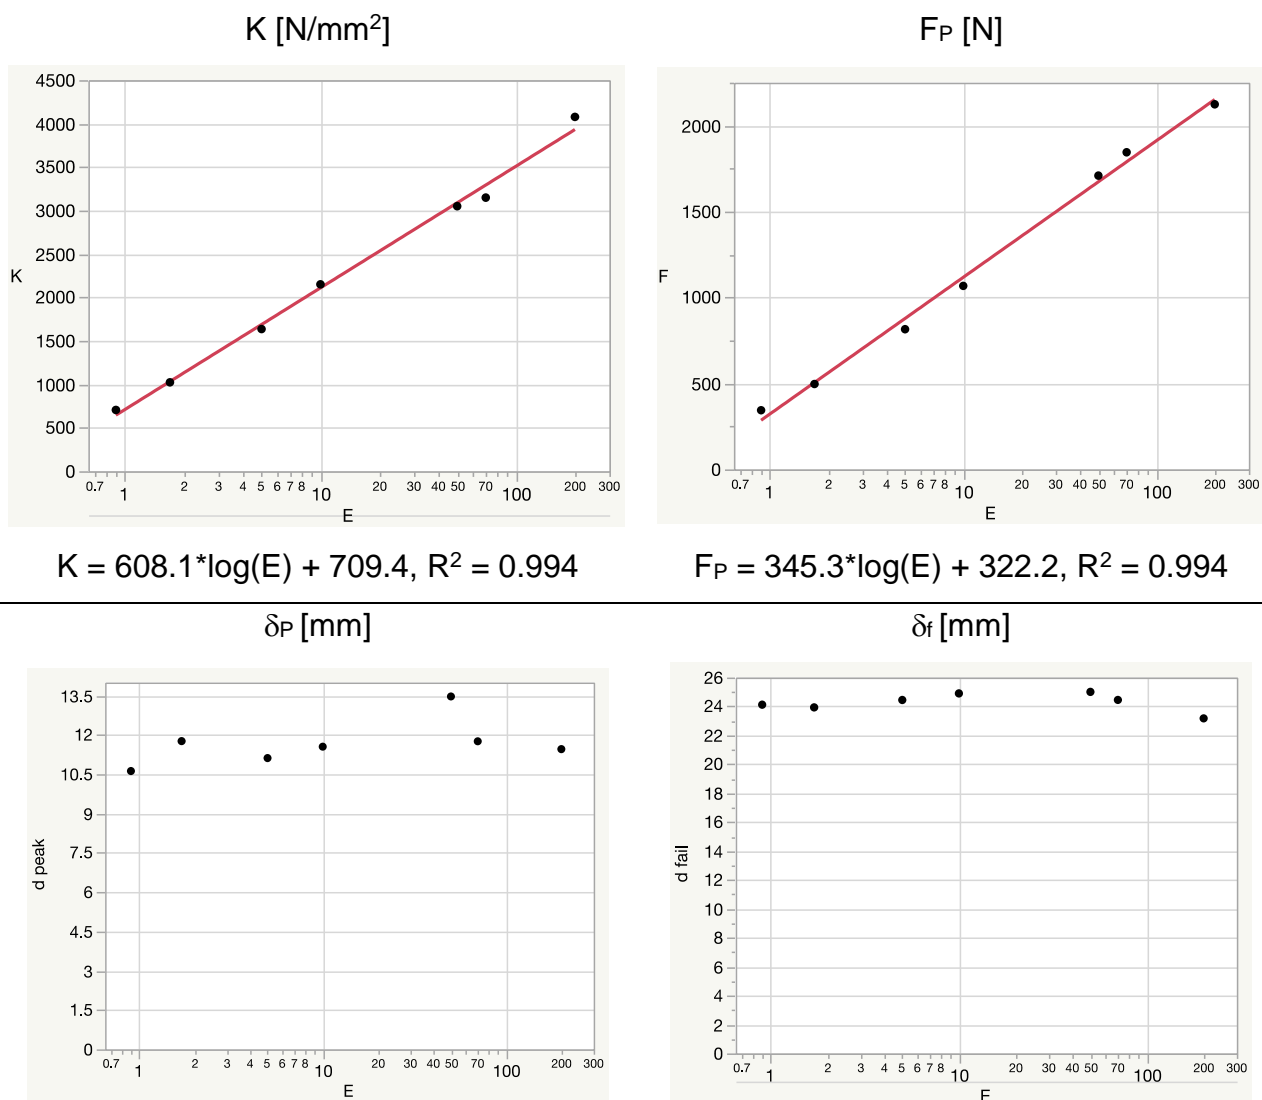 K [N/mm²]
FP [N]
4500
4000
3500
3000
2500
2000
1500
1000
500
0
K
0.7 1 2 3 4 5 6 7 8 10 20 30 40 50 70 100 200 300
E
2000
1500
1000
500
0
F
0.7 1 2 3 4 5 6 7 8 10 20 30 40 50 70 100 200 300
E
K = 608.1*log(E) + 709.4, R² = 0.994
FP = 345.3*log(E) + 322.2, R² = 0.994
δP [mm]
δf [mm]
13.5
12
10.5
9
7.5
6
4.5
3
1.5
0
d peak
0.7 1 2 3 4 5 6 7 8 10 20 30 40 50 70 100 200 300
E
26
24
22
20
18
16
14
12
10
8
6
4
2
0
d fail
0.7 1 2 3 4 5 6 7 8 10 20 30 40 50 70 100 200 300